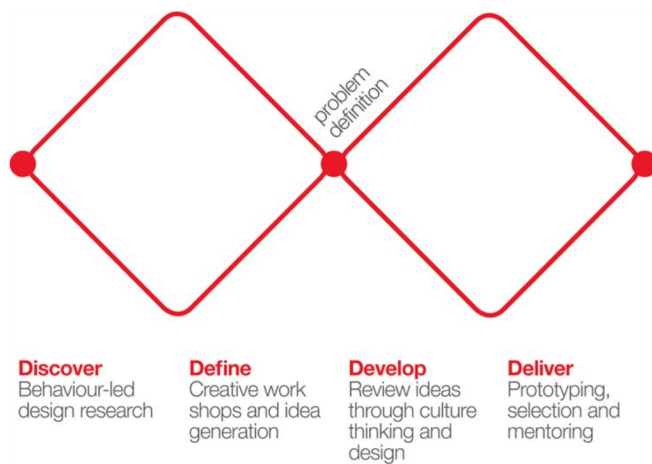 problem
definition
Discover
Behaviour-led
design research
Define
Creative work
shops and idea
generation
Develop
Review ideas
through culture
thinking and
design
Deliver
Prototyping,
selection and
mentoring